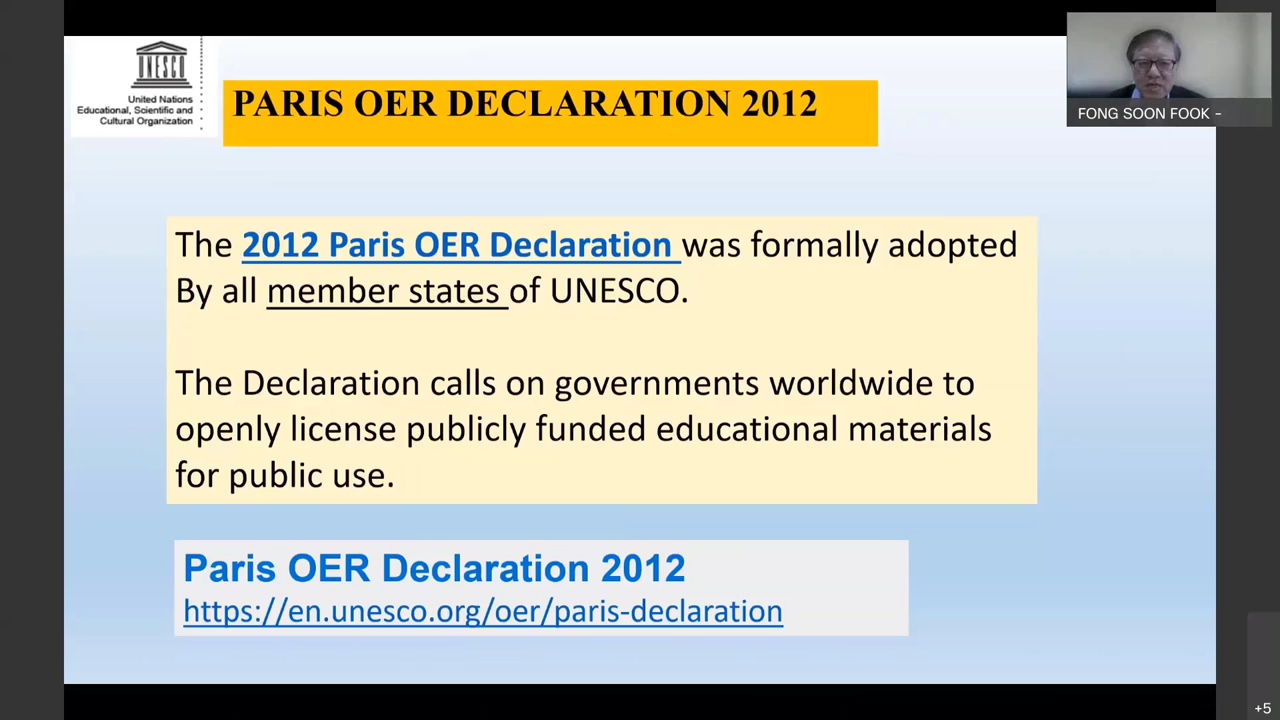 UNESCO
United Nations
Educational, Scientific and
Cultural Organization
PARIS OER DECLARATION 2012
FONG SOON FOOK -
The 2012 Paris OER Declaration was formally adopted
By all member states of UNESCO.
The Declaration calls on governments worldwide to
openly license publicly funded educational materials
for public use.
Paris OER Declaration 2012
https://en.unesco.org/oer/paris-declaration
+5